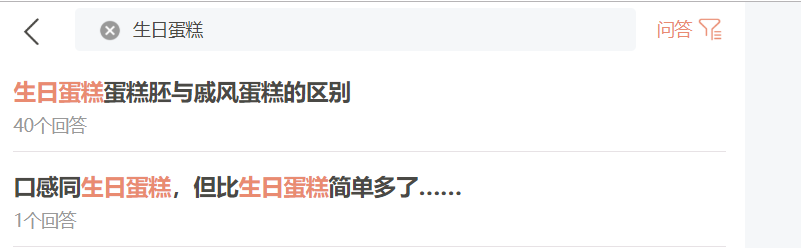 生日蛋糕 问答
生日蛋糕蛋糕胚与戚风蛋糕的区别
40个回答
口感同生日蛋糕，但比生日蛋糕简单多了……
1个回答